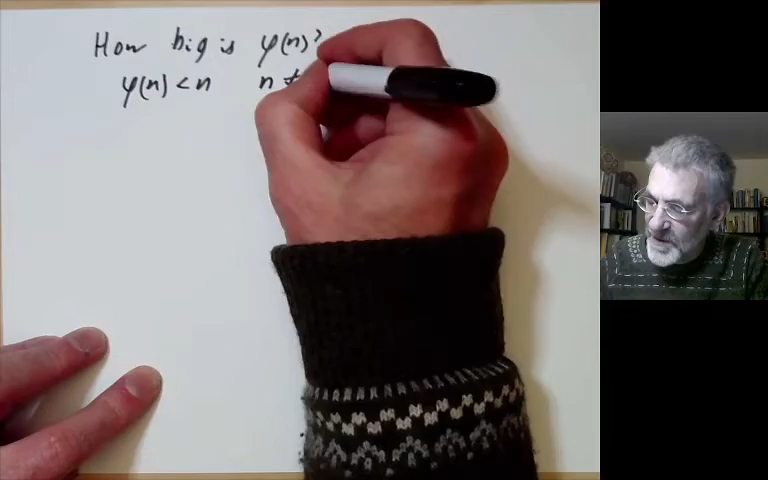 How big is φ(n)?
φ(n) < n n ≠